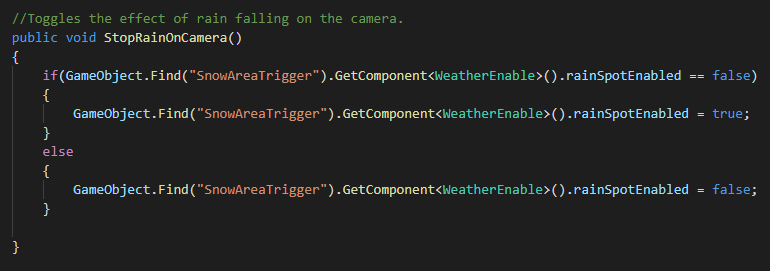 //Toggles the effect of rain falling on the camera.
public void StopRainOnCamera()
{
if(GameObject.Find("SnowAreaTrigger").GetComponent<WeatherEnable>().rainSpotEnabled == false)
{
GameObject.Find("SnowAreaTrigger").GetComponent<WeatherEnable>().rainSpotEnabled = true;
}
else
{
GameObject.Find("SnowAreaTrigger").GetComponent<WeatherEnable>().rainSpotEnabled = false;
}
}